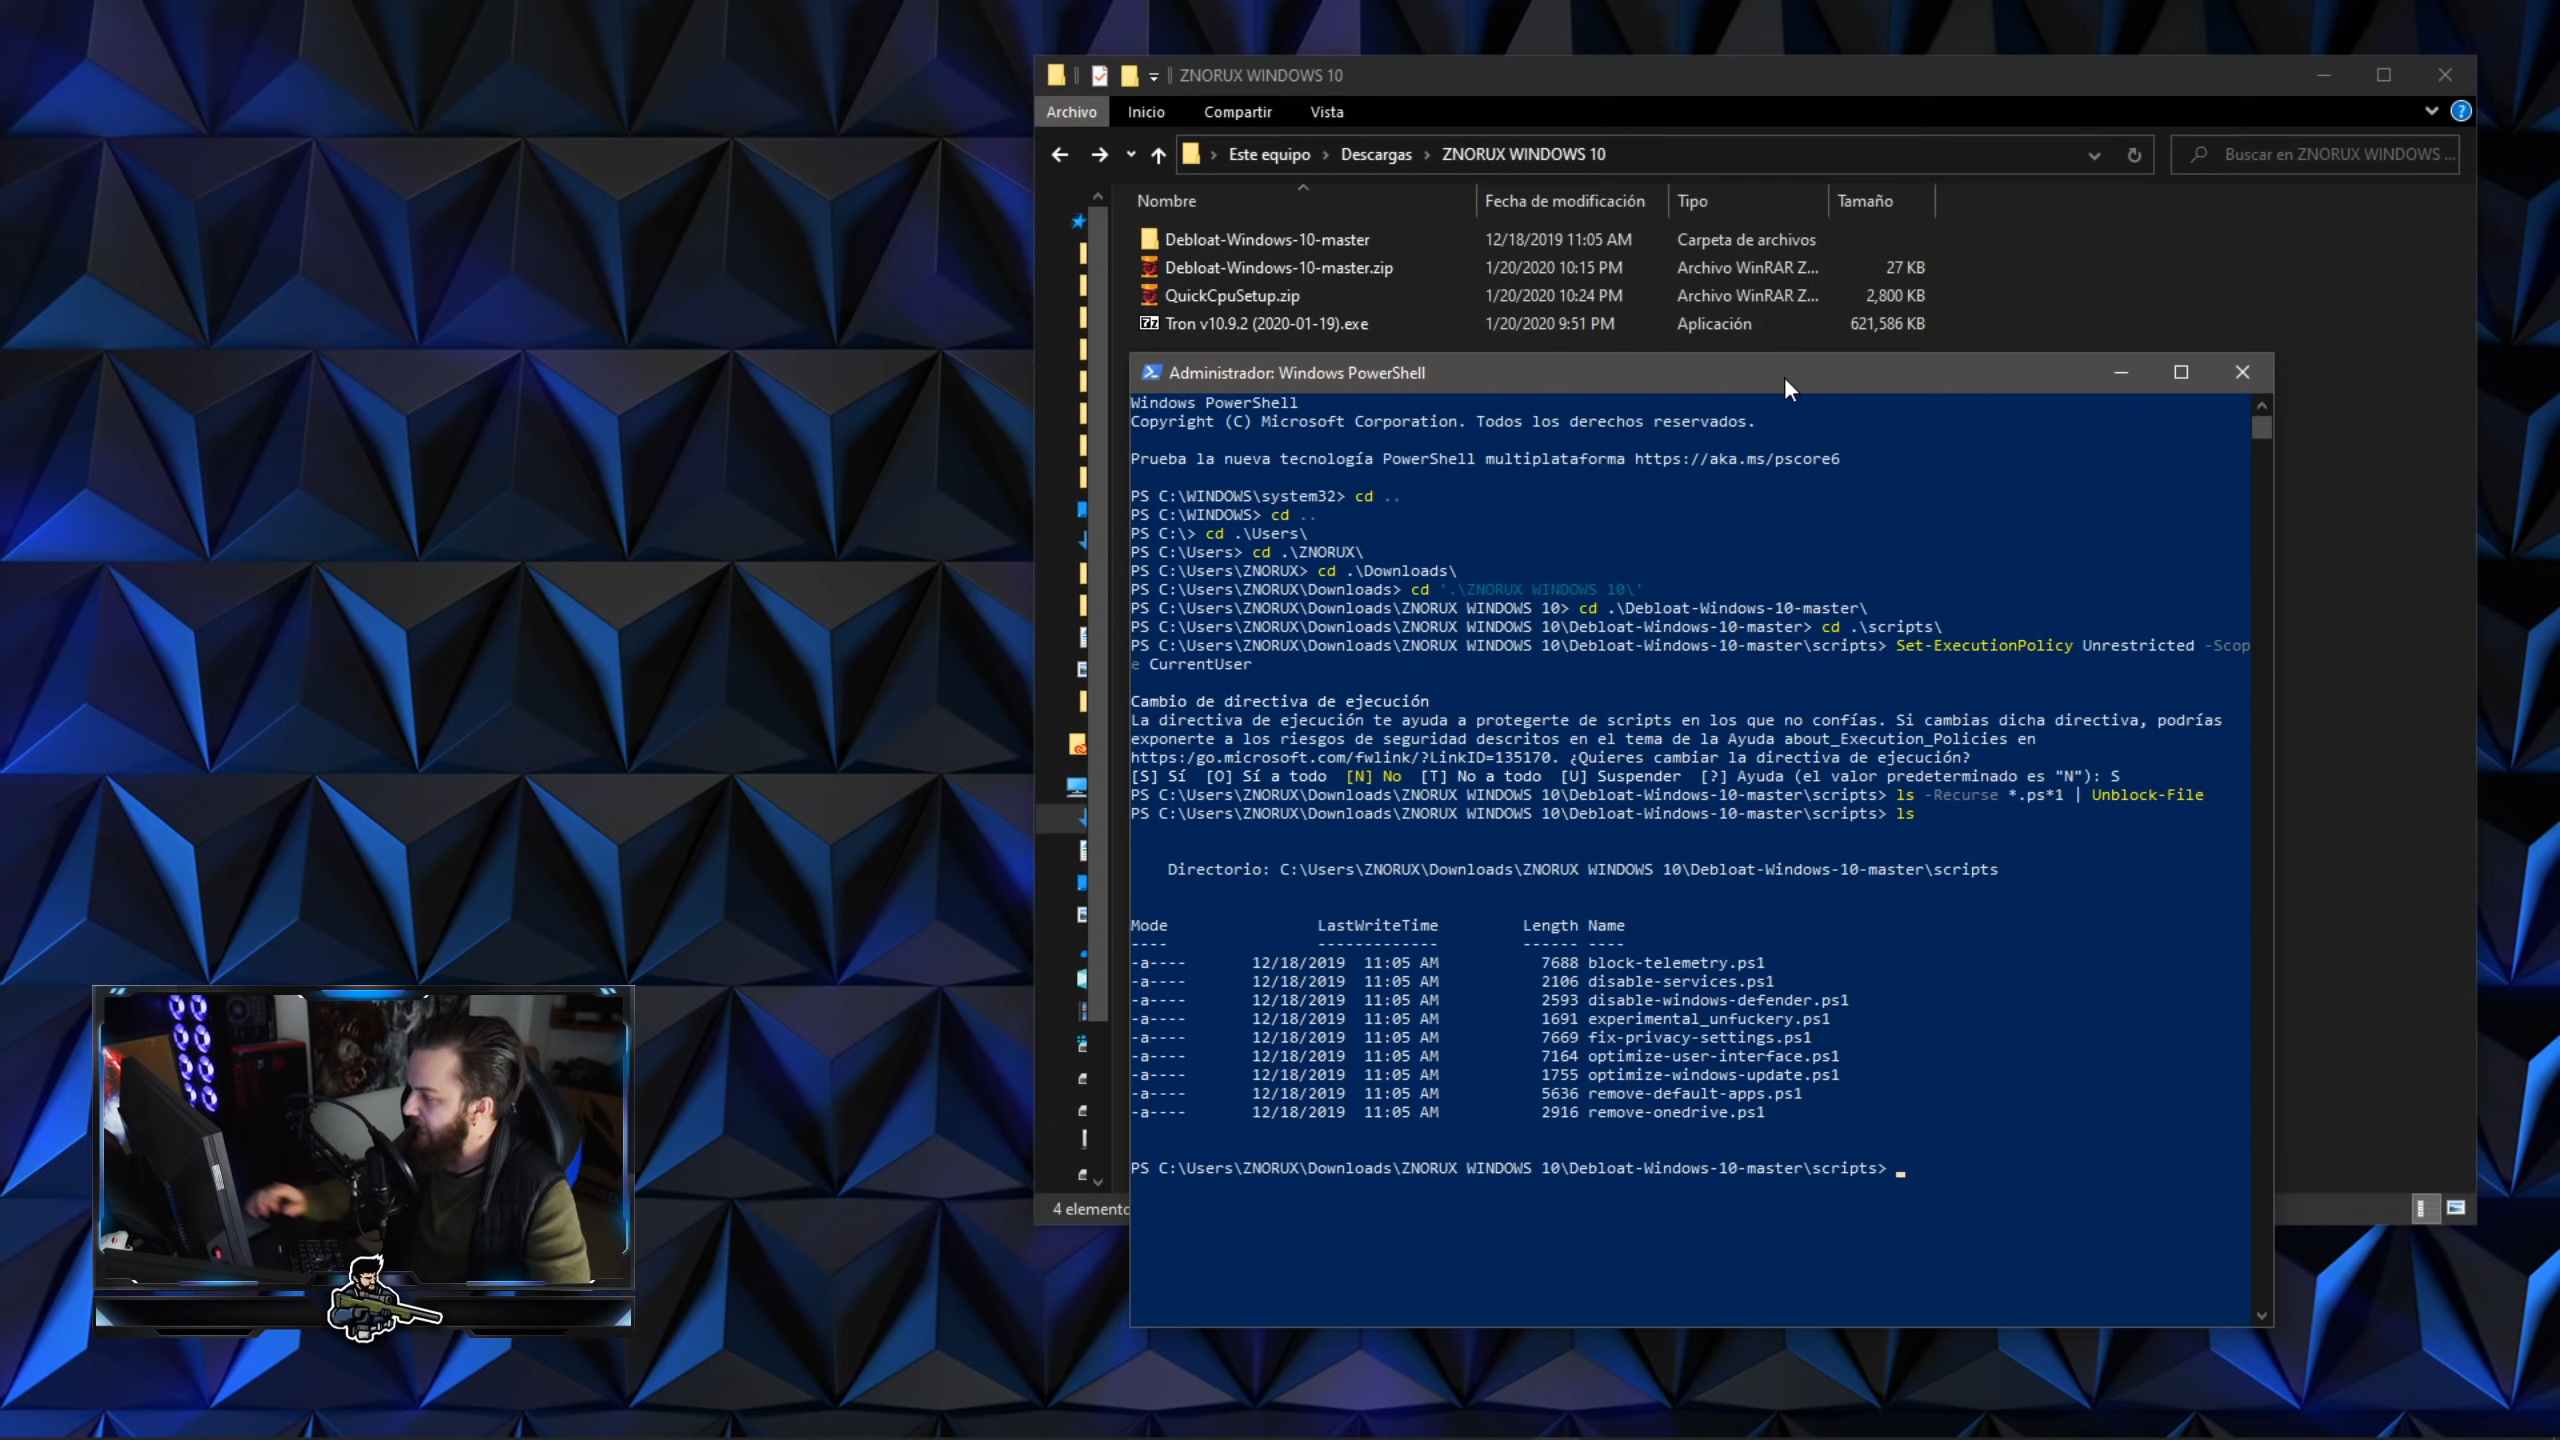 ZNORUX WINDOWS 10
Archivo Inicio Compartir Vista
Este equipo › Descargas › ZNORUX WINDOWS 10
Buscar en ZNORUX WINDOWS ...
Nombre Fecha de modificación Tipo Tamaño
Debloat-Windows-10-master 12/18/2019 11:05 AM Carpeta de archivos
Debloat-Windows-10-master.zip 1/20/2020 10:15 PM Archivo WinRAR Z... 27 KB
QuickCpuSetup.zip 1/20/2020 10:24 PM Archivo WinRAR Z... 2,800 KB
Tron v10.9.2 (2020-01-19).exe 1/20/2020 9:51 PM Aplicación 621,586 KB
Administrador: Windows PowerShell
Windows PowerShell
Copyright (C) Microsoft Corporation. Todos los derechos reservados.
Prueba la nueva tecnología PowerShell multiplataforma https://aka.ms/pscore6
PS C:\WINDOWS\system32> cd ..
PS C:\WINDOWS> cd ..
PS C:\> cd .\Users\
PS C:\Users> cd .\ZNORUX\
PS C:\Users\ZNORUX> cd .\Downloads\
PS C:\Users\ZNORUX\Downloads> cd '.\ZNORUX WINDOWS 10\'
PS C:\Users\ZNORUX\Downloads\ZNORUX WINDOWS 10> cd .\Debloat-Windows-10-master\
PS C:\Users\ZNORUX\Downloads\ZNORUX WINDOWS 10\Debloat-Windows-10-master> cd .\scripts\
PS C:\Users\ZNORUX\Downloads\ZNORUX WINDOWS 10\Debloat-Windows-10-master\scripts> Set-ExecutionPolicy Unrestricted -Scop
e CurrentUser
Cambio de directiva de ejecución
La directiva de ejecución te ayuda a protegerte de scripts en los que no confías. Si cambias dicha directiva, podrías
exponerte a los riesgos de seguridad descritos en el tema de la Ayuda about_Execution_Policies en
https:/go.microsoft.com/fwlink/?LinkID=135170. ¿Quieres cambiar la directiva de ejecución?
[S] Sí [O] Sí a todo [N] No [T] No a todo [U] Suspender [?] Ayuda (el valor predeterminado es "N"): S
PS C:\Users\ZNORUX\Downloads\ZNORUX WINDOWS 10\Debloat-Windows-10-master\scripts> ls -Recurse *.ps*1 | Unblock-File
PS C:\Users\ZNORUX\Downloads\ZNORUX WINDOWS 10\Debloat-Windows-10-master\scripts> ls
Directorio: C:\Users\ZNORUX\Downloads\ZNORUX WINDOWS 10\Debloat-Windows-10-master\scripts
Mode LastWriteTime Length Name
---- ------------- ------ ----
-a---- 12/18/2019 11:05 AM 7688 block-telemetry.ps1
-a---- 12/18/2019 11:05 AM 2106 disable-services.ps1
-a---- 12/18/2019 11:05 AM 2593 disable-windows-defender.ps1
-a---- 12/18/2019 11:05 AM 1691 experimental_unfuckery.ps1
-a---- 12/18/2019 11:05 AM 7669 fix-privacy-settings.ps1
-a---- 12/18/2019 11:05 AM 7164 optimize-user-interface.ps1
-a---- 12/18/2019 11:05 AM 1755 optimize-windows-update.ps1
-a---- 12/18/2019 11:05 AM 5636 remove-default-apps.ps1
-a---- 12/18/2019 11:05 AM 2916 remove-onedrive.ps1
PS C:\Users\ZNORUX\Downloads\ZNORUX WINDOWS 10\Debloat-Windows-10-master\scripts>
4 elemento